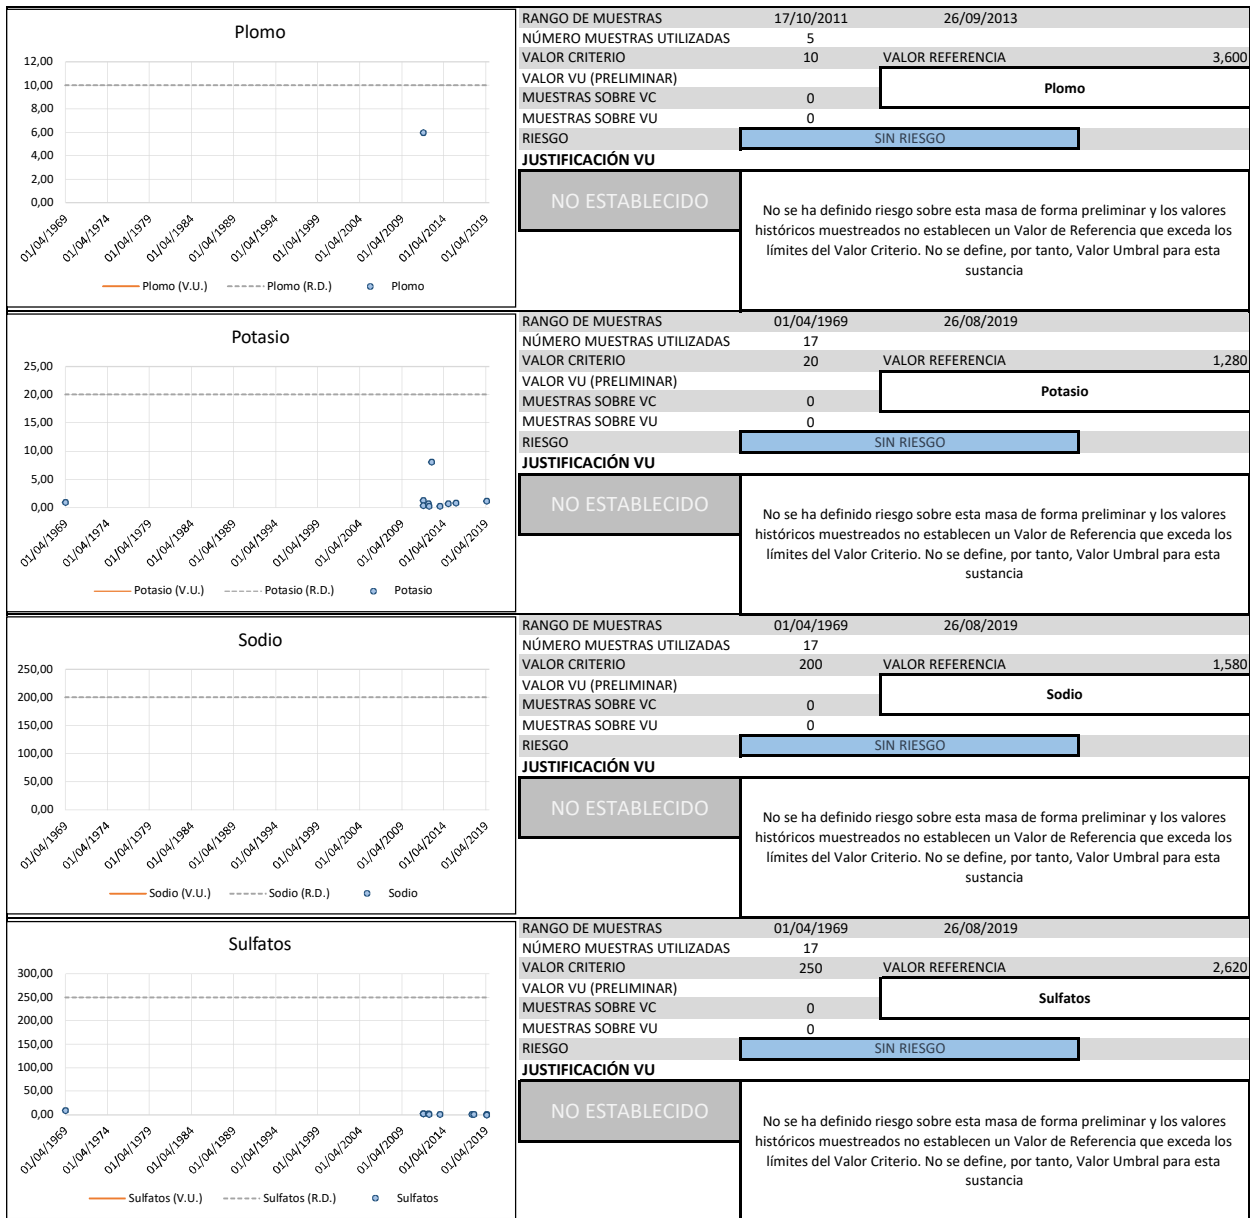 Plomo
12,00
10,00
8,00
6,00
4,00
2,00
0,00
01/04/1969
01/04/1974
01/04/1979
01/04/1984
01/04/1989
01/04/1994
01/04/1999
01/04/2004
01/04/2009
01/04/2014
01/04/2019
Plomo (V.U.) Plomo (R.D.) Plomo
RANGO DE MUESTRAS 17/10/2011 26/09/2013
NÚMERO MUESTRAS UTILIZADAS 5
VALOR CRITERIO 10 VALOR REFERENCIA 3,600
VALOR VU (PRELIMINAR)
Plomo
MUESTRAS SOBRE VC 0
MUESTRAS SOBRE VU 0
RIESGO SIN RIESGO
JUSTIFICACIÓN VU
NO ESTABLECIDO
No se ha definido riesgo sobre esta masa de forma preliminar y los valores
históricos muestreados no establecen un Valor de Referencia que exceda los
límites del Valor Criterio. No se define, por tanto, Valor Umbral para esta
sustancia
Potasio
25,00
20,00
15,00
10,00
5,00
0,00
01/04/1969
01/04/1974
01/04/1979
01/04/1984
01/04/1989
01/04/1994
01/04/1999
01/04/2004
01/04/2009
01/04/2014
01/04/2019
Potasio (V.U.) Potasio (R.D.) Potasio
RANGO DE MUESTRAS 01/04/1969 26/08/2019
NÚMERO MUESTRAS UTILIZADAS 17
VALOR CRITERIO 20 VALOR REFERENCIA 1,280
VALOR VU (PRELIMINAR)
Potasio
MUESTRAS SOBRE VC 0
MUESTRAS SOBRE VU 0
RIESGO SIN RIESGO
JUSTIFICACIÓN VU
NO ESTABLECIDO
No se ha definido riesgo sobre esta masa de forma preliminar y los valores
históricos muestreados no establecen un Valor de Referencia que exceda los
límites del Valor Criterio. No se define, por tanto, Valor Umbral para esta
sustancia
Sodio
250,00
200,00
150,00
100,00
50,00
0,00
01/04/1969
01/04/1974
01/04/1979
01/04/1984
01/04/1989
01/04/1994
01/04/1999
01/04/2004
01/04/2009
01/04/2014
01/04/2019
Sodio (V.U.) Sodio (R.D.) Sodio
RANGO DE MUESTRAS 01/04/1969 26/08/2019
NÚMERO MUESTRAS UTILIZADAS 17
VALOR CRITERIO 200 VALOR REFERENCIA 1,580
VALOR VU (PRELIMINAR)
Sodio
MUESTRAS SOBRE VC 0
MUESTRAS SOBRE VU 0
RIESGO SIN RIESGO
JUSTIFICACIÓN VU
NO ESTABLECIDO
No se ha definido riesgo sobre esta masa de forma preliminar y los valores
históricos muestreados no establecen un Valor de Referencia que exceda los
límites del Valor Criterio. No se define, por tanto, Valor Umbral para esta
sustancia
Sulfatos
300,00
250,00
200,00
150,00
100,00
50,00
0,00
01/04/1969
01/04/1974
01/04/1979
01/04/1984
01/04/1989
01/04/1994
01/04/1999
01/04/2004
01/04/2009
01/04/2014
01/04/2019
Sulfatos (V.U.) Sulfatos (R.D.) Sulfatos
RANGO DE MUESTRAS 01/04/1969 26/08/2019
NÚMERO MUESTRAS UTILIZADAS 17
VALOR CRITERIO 250 VALOR REFERENCIA 2,620
VALOR VU (PRELIMINAR)
Sulfatos
MUESTRAS SOBRE VC 0
MUESTRAS SOBRE VU 0
RIESGO SIN RIESGO
JUSTIFICACIÓN VU
NO ESTABLECIDO
No se ha definido riesgo sobre esta masa de forma preliminar y los valores
históricos muestreados no establecen un Valor de Referencia que exceda los
límites del Valor Criterio. No se define, por tanto, Valor Umbral para esta
sustancia